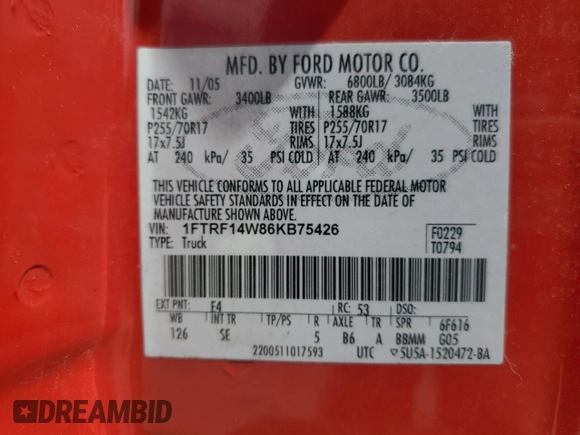 MFD. BY FORD MOTOR CO.
DATE: 11/05 GVWR: 6800LB/ 3084KG
FRONT GAWR: 3400LB REAR GAWR: 3500LB
1542KG WITH 1588KG WITH
P255/70R17 TIRES P255/70R17 TIRES
17x7.5J RIMS 17x7.5J RIMS
AT 240 kPa/ 35 PSI COLD AT 240 kPa/ 35 PSI COLD
THIS VEHICLE CONFORMS TO ALL APPLICABLE FEDERAL MOTOR
VEHICLE SAFETY STANDARDS IN EFFECT ON THE DATE OF
MANUFACTURE SHOWN ABOVE.
VIN: 1FTRF14W86KB75426 F0229
TYPE: Truck T0794
EXT PNT: F4 RC: 53 DSO:
WB INT TR TP/PS R AXLE TR SPR 6F616
126 SE 5 B6 A BBMM G05
2200511017593 UTC ▽5U5A-1520472-BA
Ford
DREAMBID